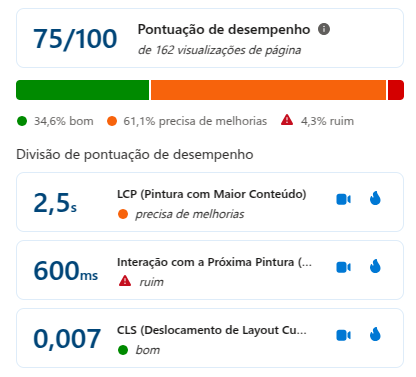 75/100
Pontuação de desempenho
de 162 visualizações de página
34,6% bom 61,1% precisa de melhorias 4,3% ruim
Divisão de pontuação de desempenho
2,5s
LCP (Pintura com Maior Conteúdo)
precisa de melhorias
600ms
Interação com a Próxima Pintura (...
ruim
0,007
CLS (Deslocamento de Layout Cu...
bom